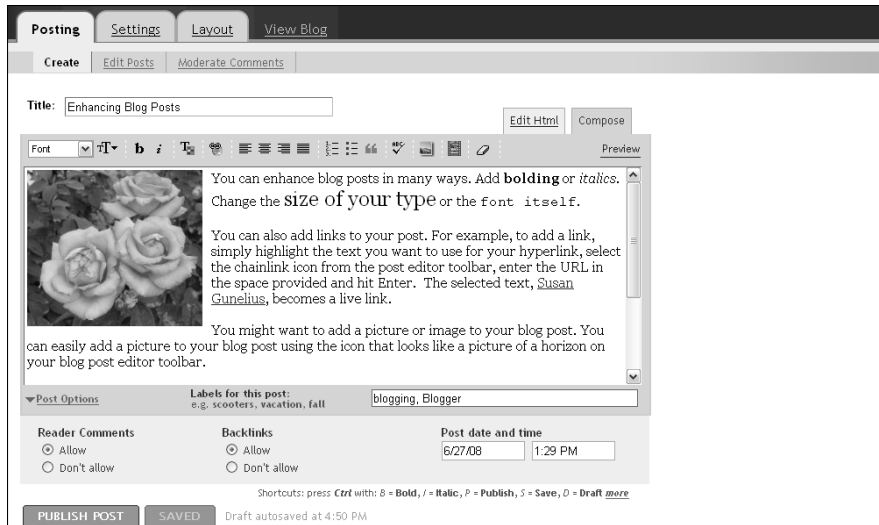 Posting Settings Layout View Blog
Create Edit Posts Moderate Comments
Title: Enhancing Blog Posts
Edit Html Compose
Font T b i T ABC Preview
You can enhance blog posts in many ways. Add bolding or italics.
Change the size of your type or the font itself.
You can also add links to your post. For example, to add a link,
simply highlight the text you want to use for your hyperlink, select
the chainlink icon from the post editor toolbar, enter the URL in
the space provided and hit Enter. The selected text, Susan
Gunelius, becomes a live link.
You might want to add a picture or image to your blog post. You
can easily add a picture to your blog post using the icon that looks like a picture of a horizon on
your blog post editor toolbar.
Post Options Labels for this post: blogging, Blogger
e.g. scooters, vacation, fall
Reader Comments Backlinks Post date and time
Allow Allow 6/27/08 1:29 PM
Don't allow Don't allow
Shortcuts: press Ctrl with: B = Bold, I = Italic, P = Publish, S = Save, D = Draft more
PUBLISH POST SAVED Draft autosaved at 4:50 PM